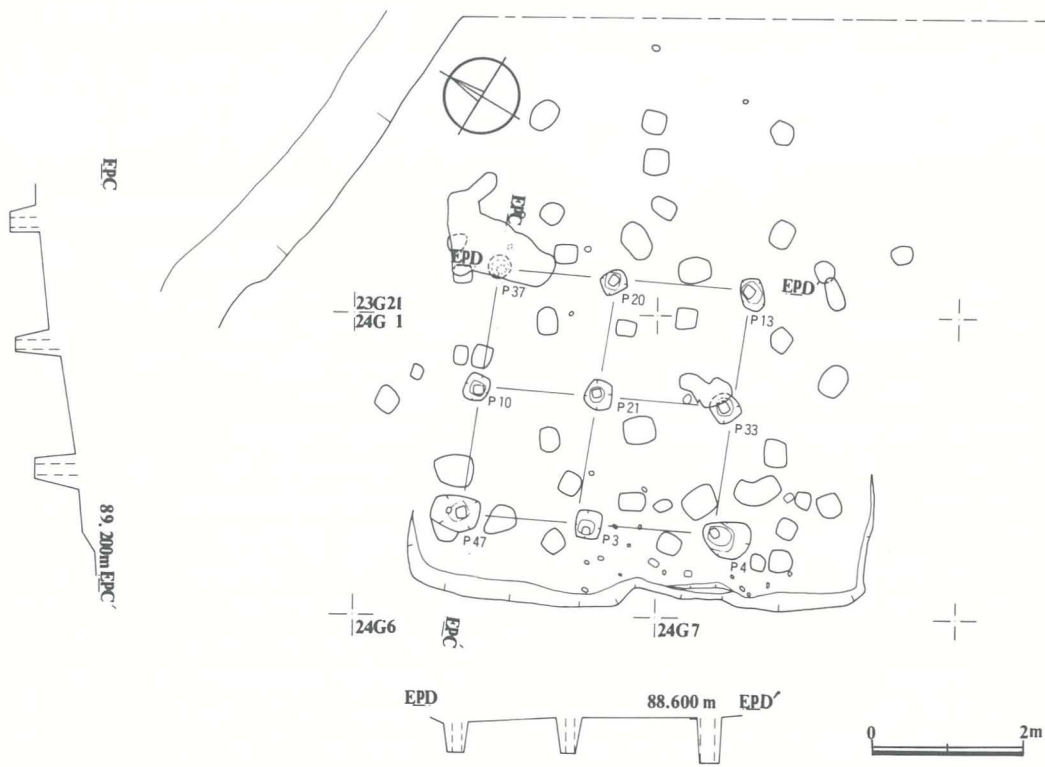 EPC
EPC
EPD
P37
P20
EPD
P13
23G21
24G 1
P10
P21
P33
89.200m EPC′
P47
P3
P4
24G6
EPC′
24G7
EPD
88.600 m
EPD′
0
2m